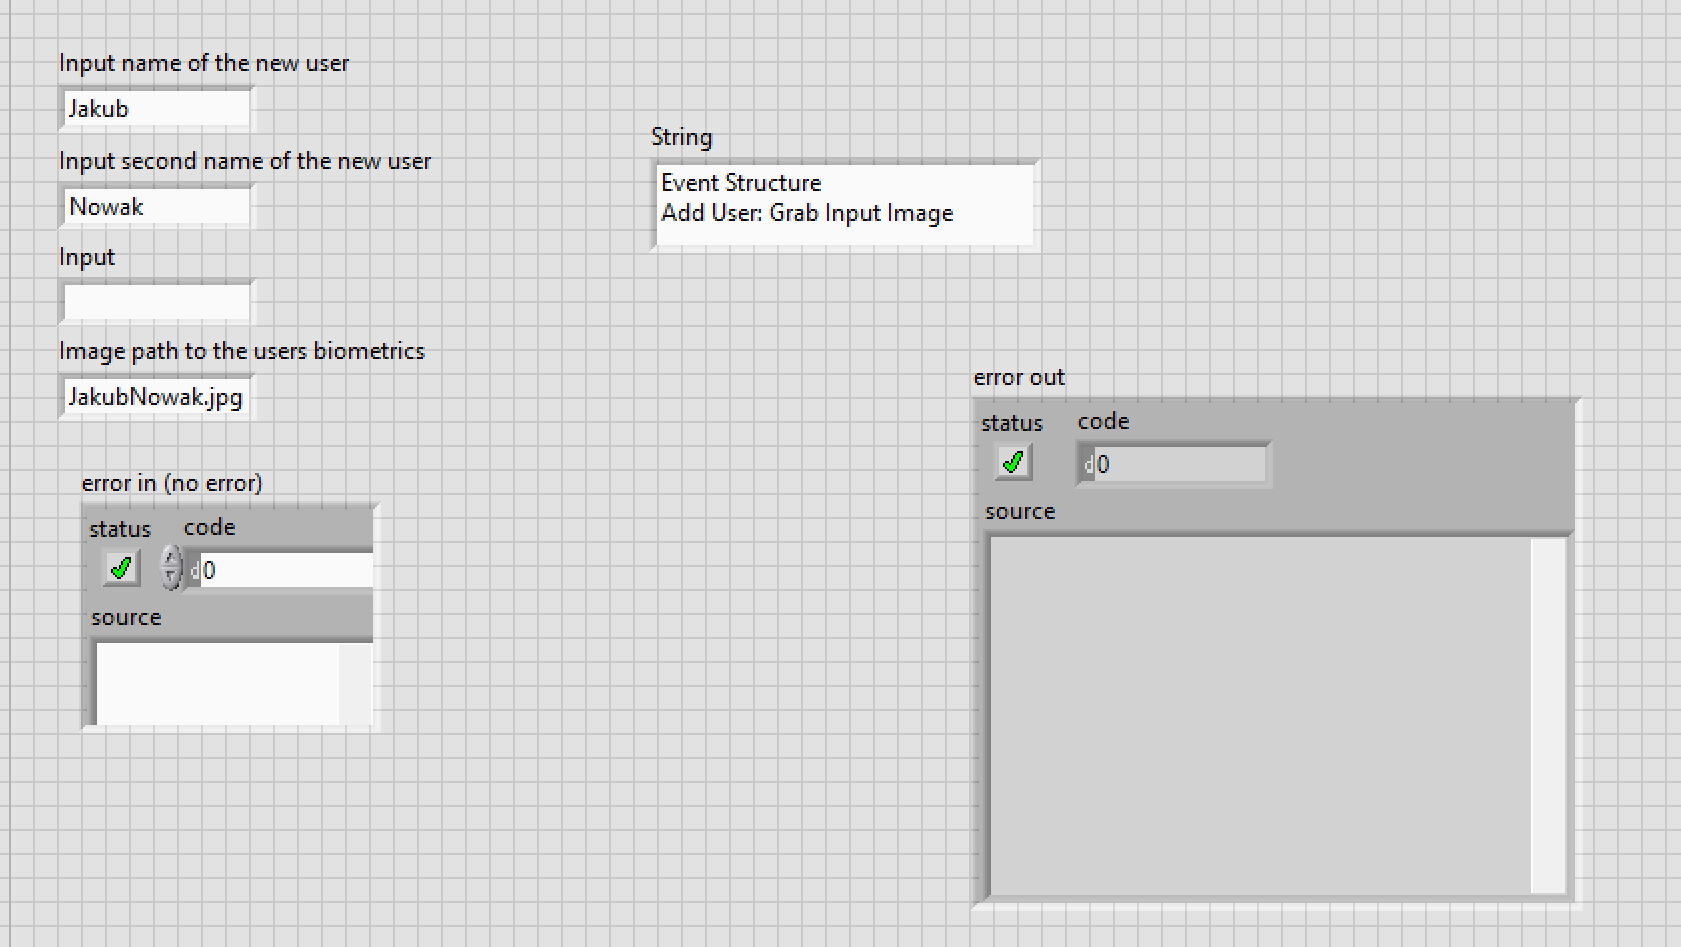 Input name of the new user
Jakub
Input second name of the new user
Nowak
Input
Image path to the users biometrics
JakubNowak.jpg
error in (no error)
status code
d 0
source
String
Event Structure
Add User: Grab Input Image
error out
status code
d 0
source